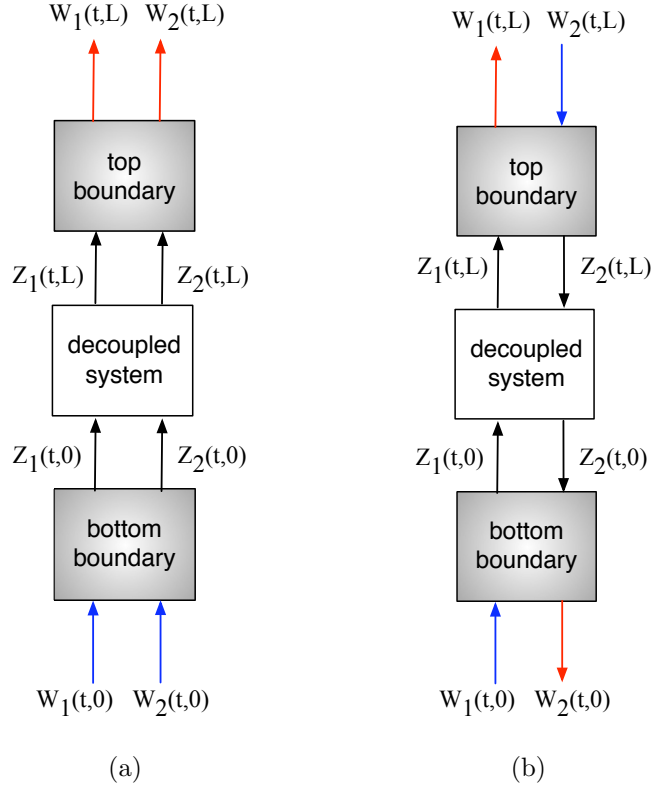 W1(t,L) W2(t,L)
top
boundary
Z1(t,L) Z2(t,L)
decoupled
system
Z1(t,0) Z2(t,0)
bottom
boundary
W1(t,0) W2(t,0)
(a)
W1(t,L) W2(t,L)
top
boundary
Z1(t,L) Z2(t,L)
decoupled
system
Z1(t,0) Z2(t,0)
bottom
boundary
W1(t,0) W2(t,0)
(b)